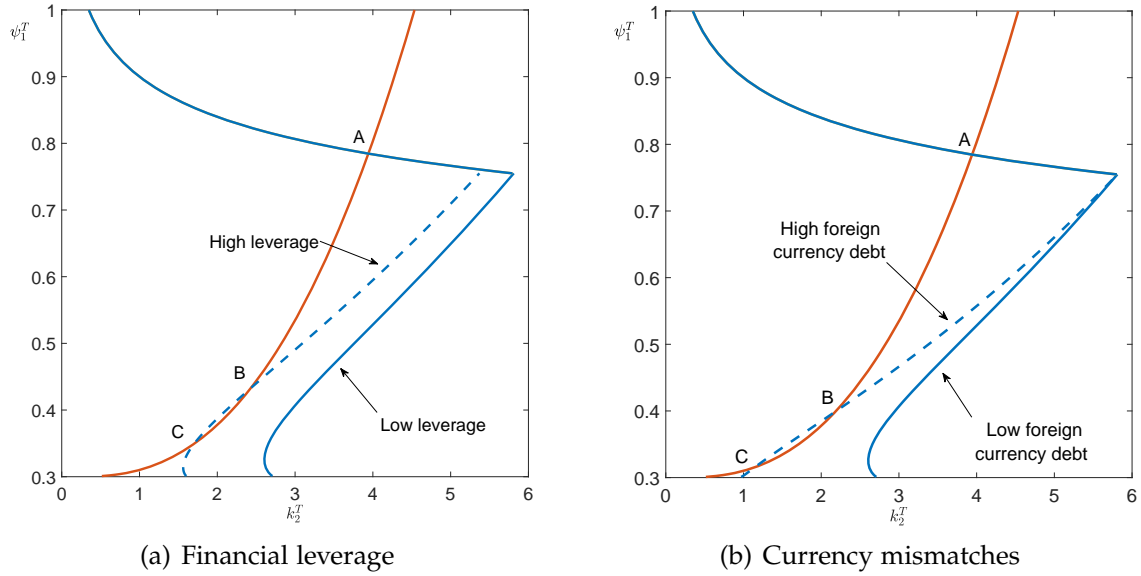 1
ψ₁ᵀ
0.9
0.8
0.7
0.6
0.5
0.4
0.3
A
High leverage
B
C
Low leverage
0 1 2 3 4 5 6
k₂ᵀ
(a) Financial leverage
1
ψ₁ᵀ
0.9
0.8
0.7
0.6
0.5
0.4
0.3
A
High foreign
currency debt
B
C
Low foreign
currency debt
0 1 2 3 4 5 6
k₂ᵀ
(b) Currency mismatches